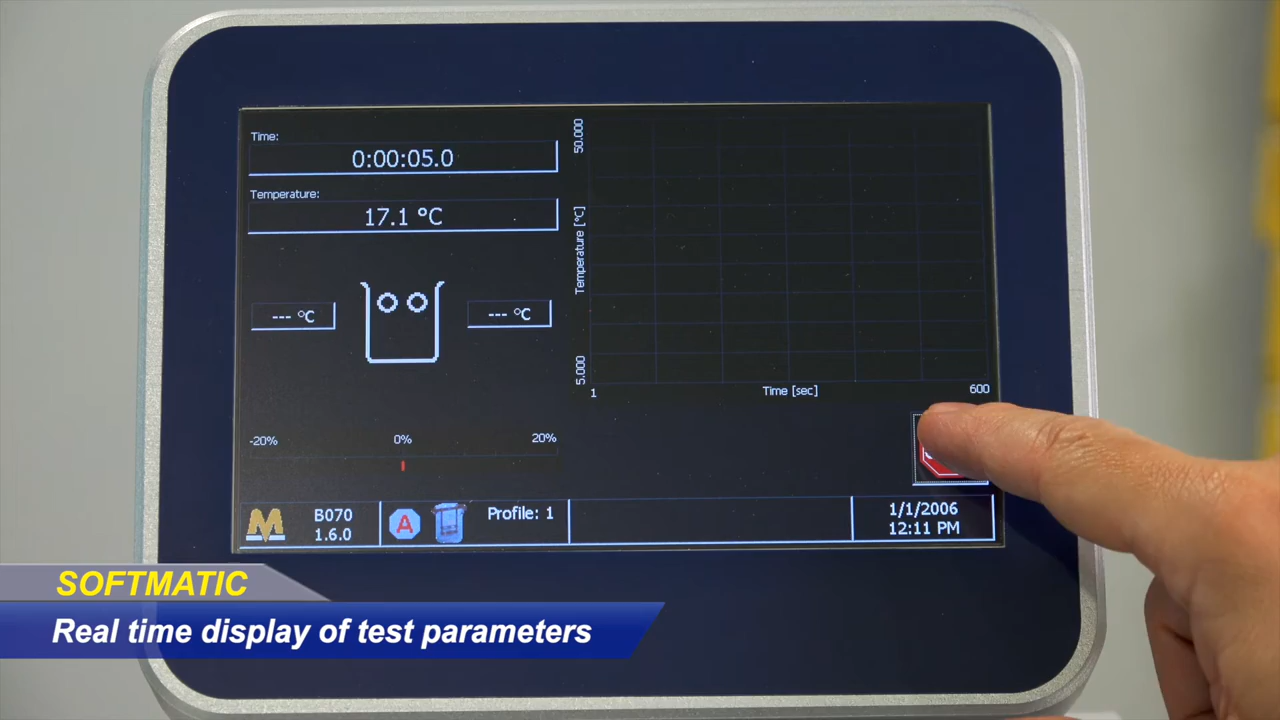 Time:
0:00:05.0
Temperature:
17.1 °C
--- °C
--- °C
-20%
0%
20%
50.000
Temperature [°C]
5.000
1
Time [sec]
600
B070
1.6.0
A
Profile: 1
1/1/2006
12:11 PM
SOFTMATIC
Real time display of test parameters